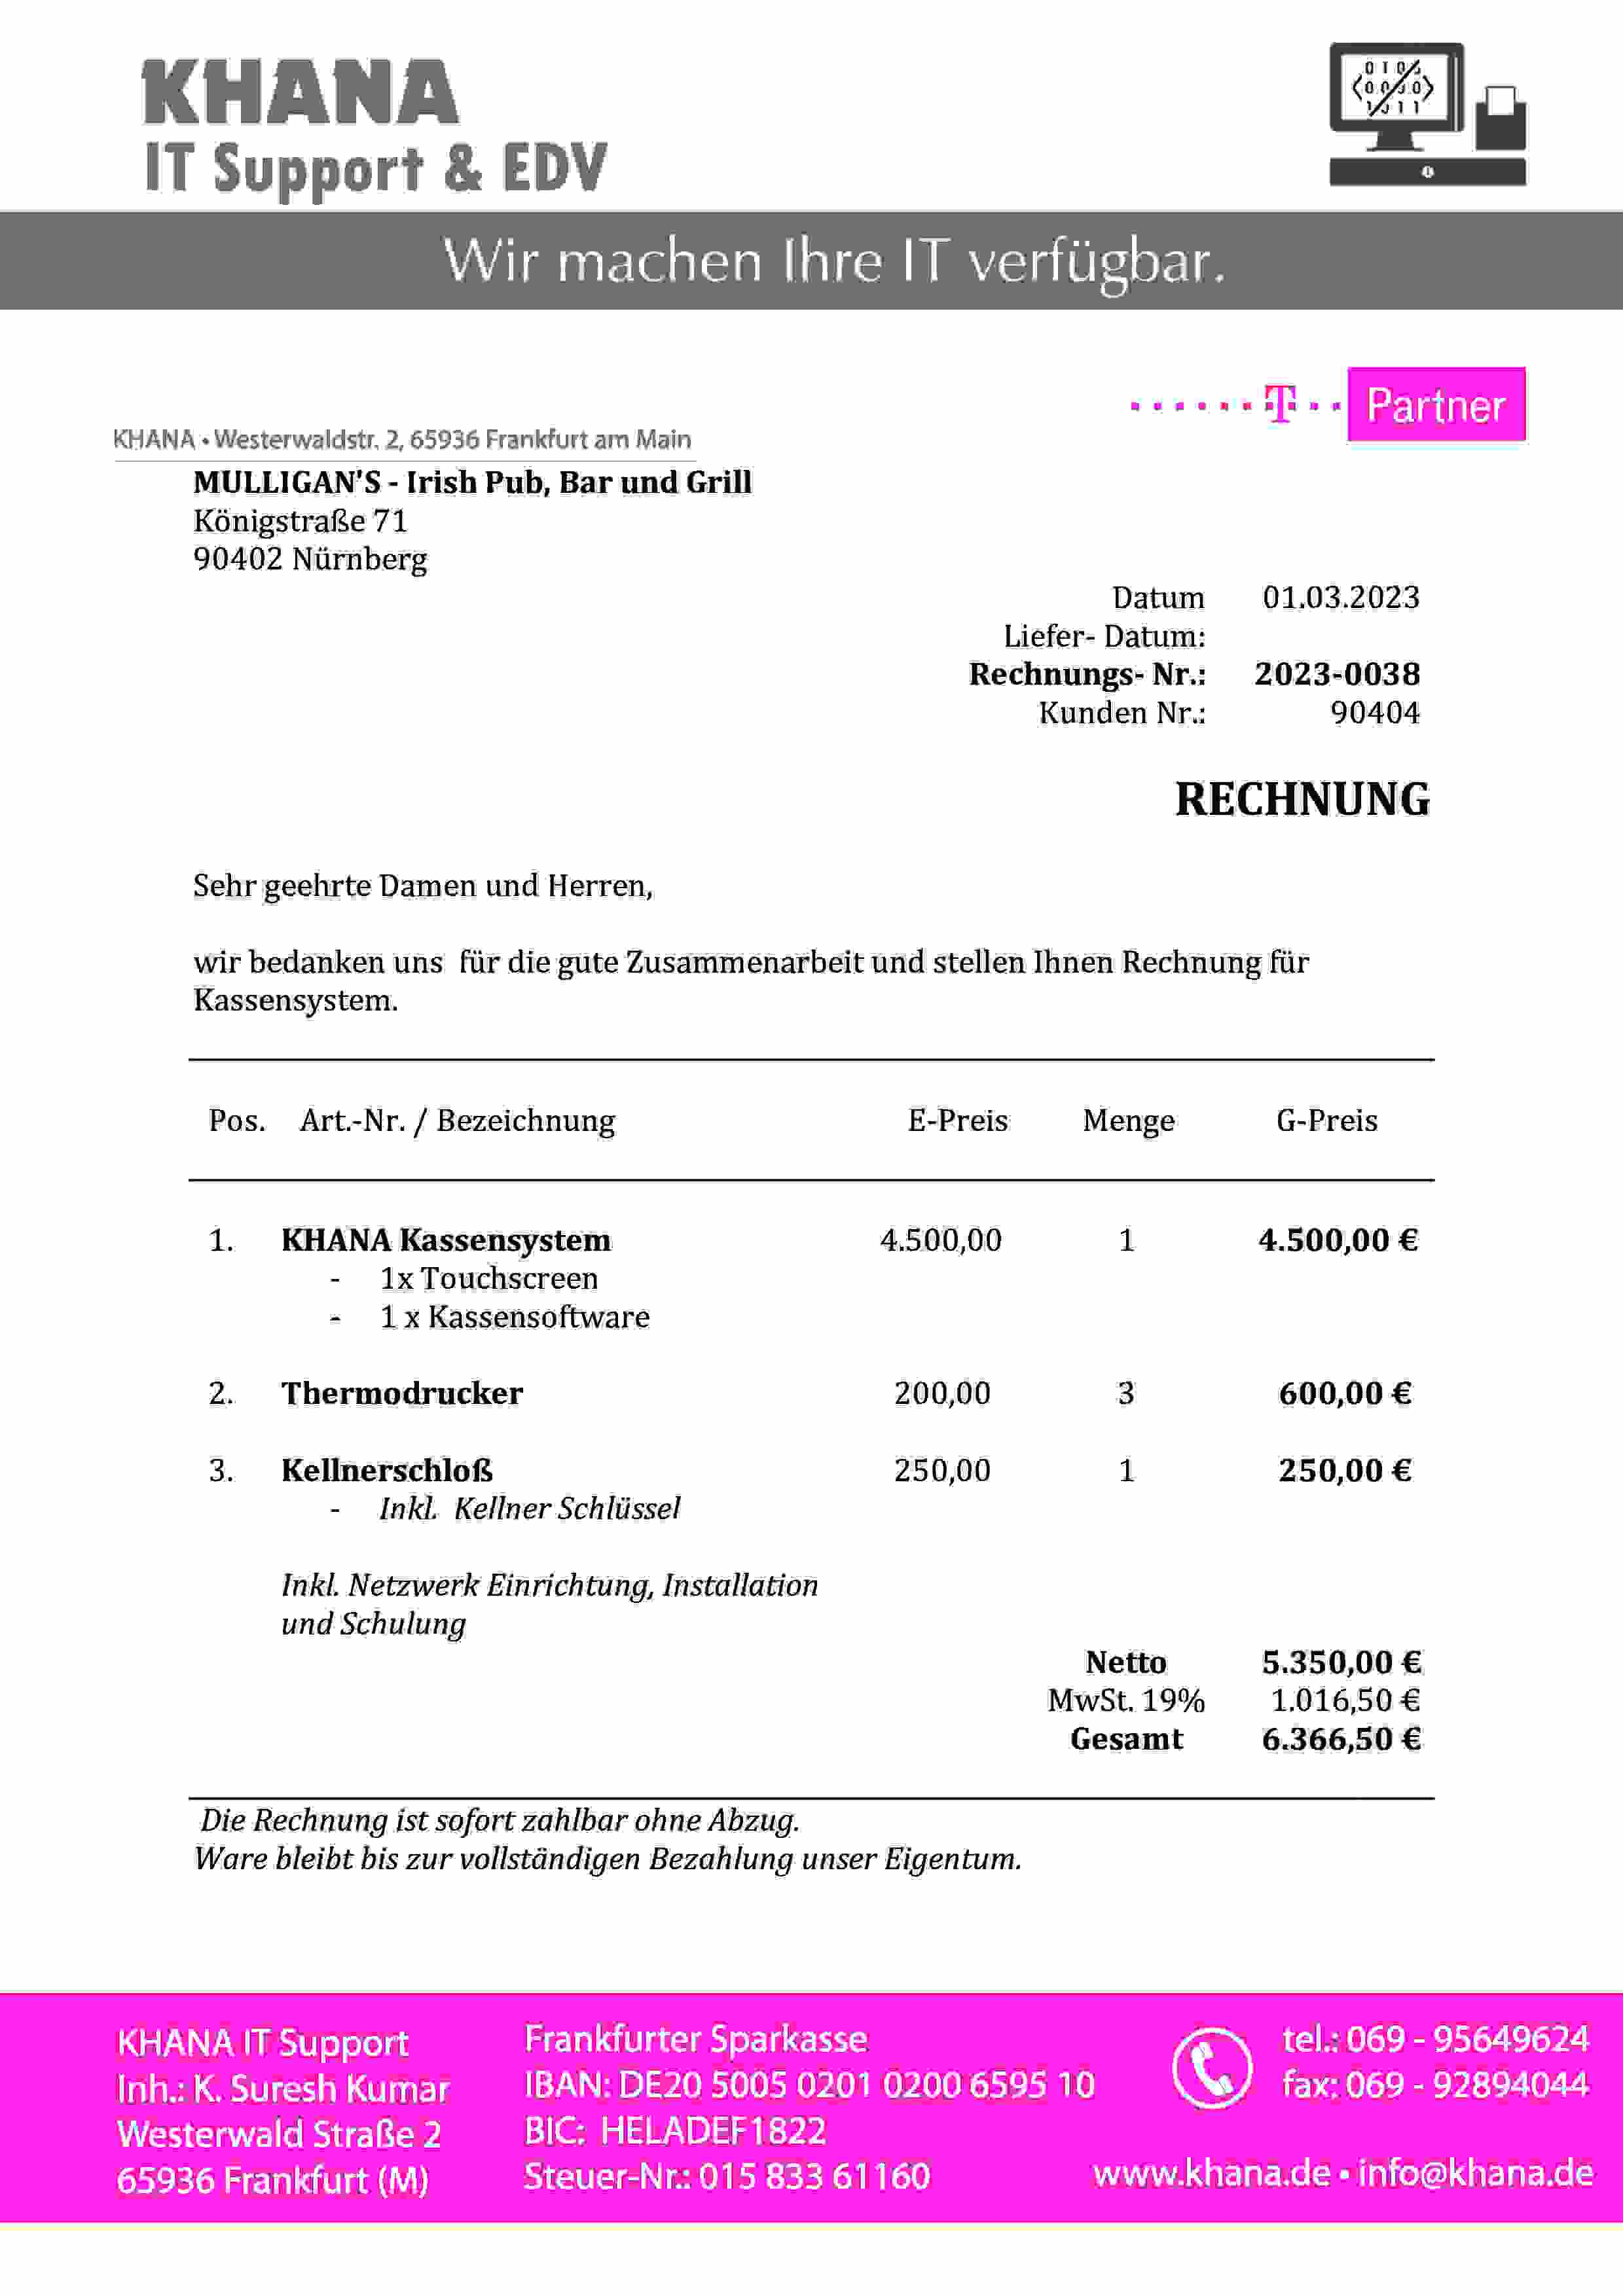 KHANA
IT Support & EDV
Wir machen Ihre IT verfügbar.
T Partner
KHANA • Westerwaldstr. 2, 65936 Frankfurt am Main
MULLIGAN'S - Irish Pub, Bar und Grill
Königstraße 71
90402 Nürnberg
Datum 01.03.2023
Liefer- Datum:
Rechnungs- Nr.: 2023-0038
Kunden Nr.: 90404
RECHNUNG
Sehr geehrte Damen und Herren,
wir bedanken uns für die gute Zusammenarbeit und stellen Ihnen Rechnung für
Kassensystem.
Pos. Art.-Nr. / Bezeichnung E-Preis Menge G-Preis
1. KHANA Kassensystem 4.500,00 1 4.500,00 €
- 1x Touchscreen
- 1 x Kassensoftware
2. Thermodrucker 200,00 3 600,00 €
3. Kellnerschloß 250,00 1 250,00 €
- Inkl. Kellner Schlüssel
Inkl. Netzwerk Einrichtung, Installation
und Schulung
Netto 5.350,00 €
MwSt. 19% 1.016,50 €
Gesamt 6.366,50 €
Die Rechnung ist sofort zahlbar ohne Abzug.
Ware bleibt bis zur vollständigen Bezahlung unser Eigentum.
KHANA IT Support
Inh.: K. Suresh Kumar
Westerwald Straße 2
65936 Frankfurt (M)
Frankfurter Sparkasse
IBAN: DE20 5005 0201 0200 6595 10
BIC: HELADEF1822
Steuer-Nr.: 015 833 61160
tel.: 069 - 95649624
fax: 069 - 92894044
www.khana.de • info@khana.de